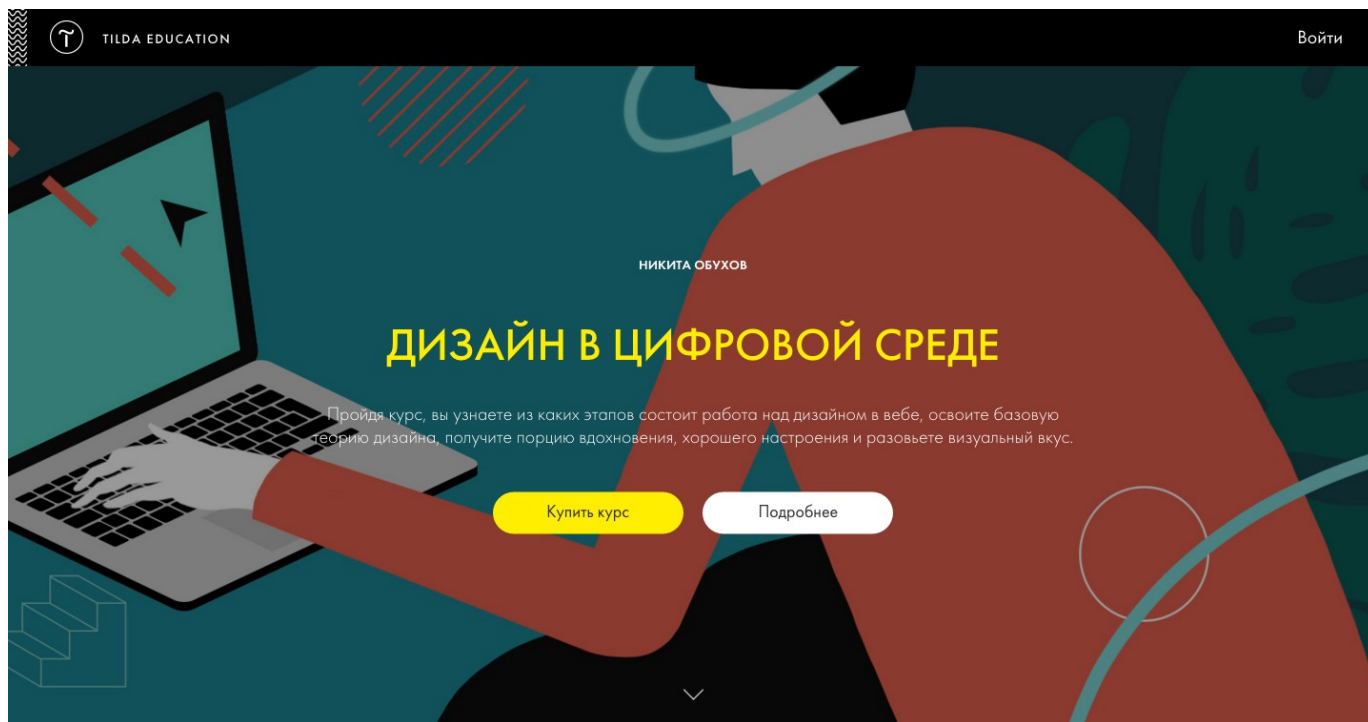 TILDA EDUCATION
Войти
НИКИТА ОБУХОВ
ДИЗАЙН В ЦИФРОВОЙ СРЕДЕ
Пройдя курс, вы узнаете из каких этапов состоит работа над дизайном в вебе, освоите базовую
теорию дизайна, получите порцию вдохновения, хорошего настроения и разовьете визуальный вкус.
Купить курс
Подробнее